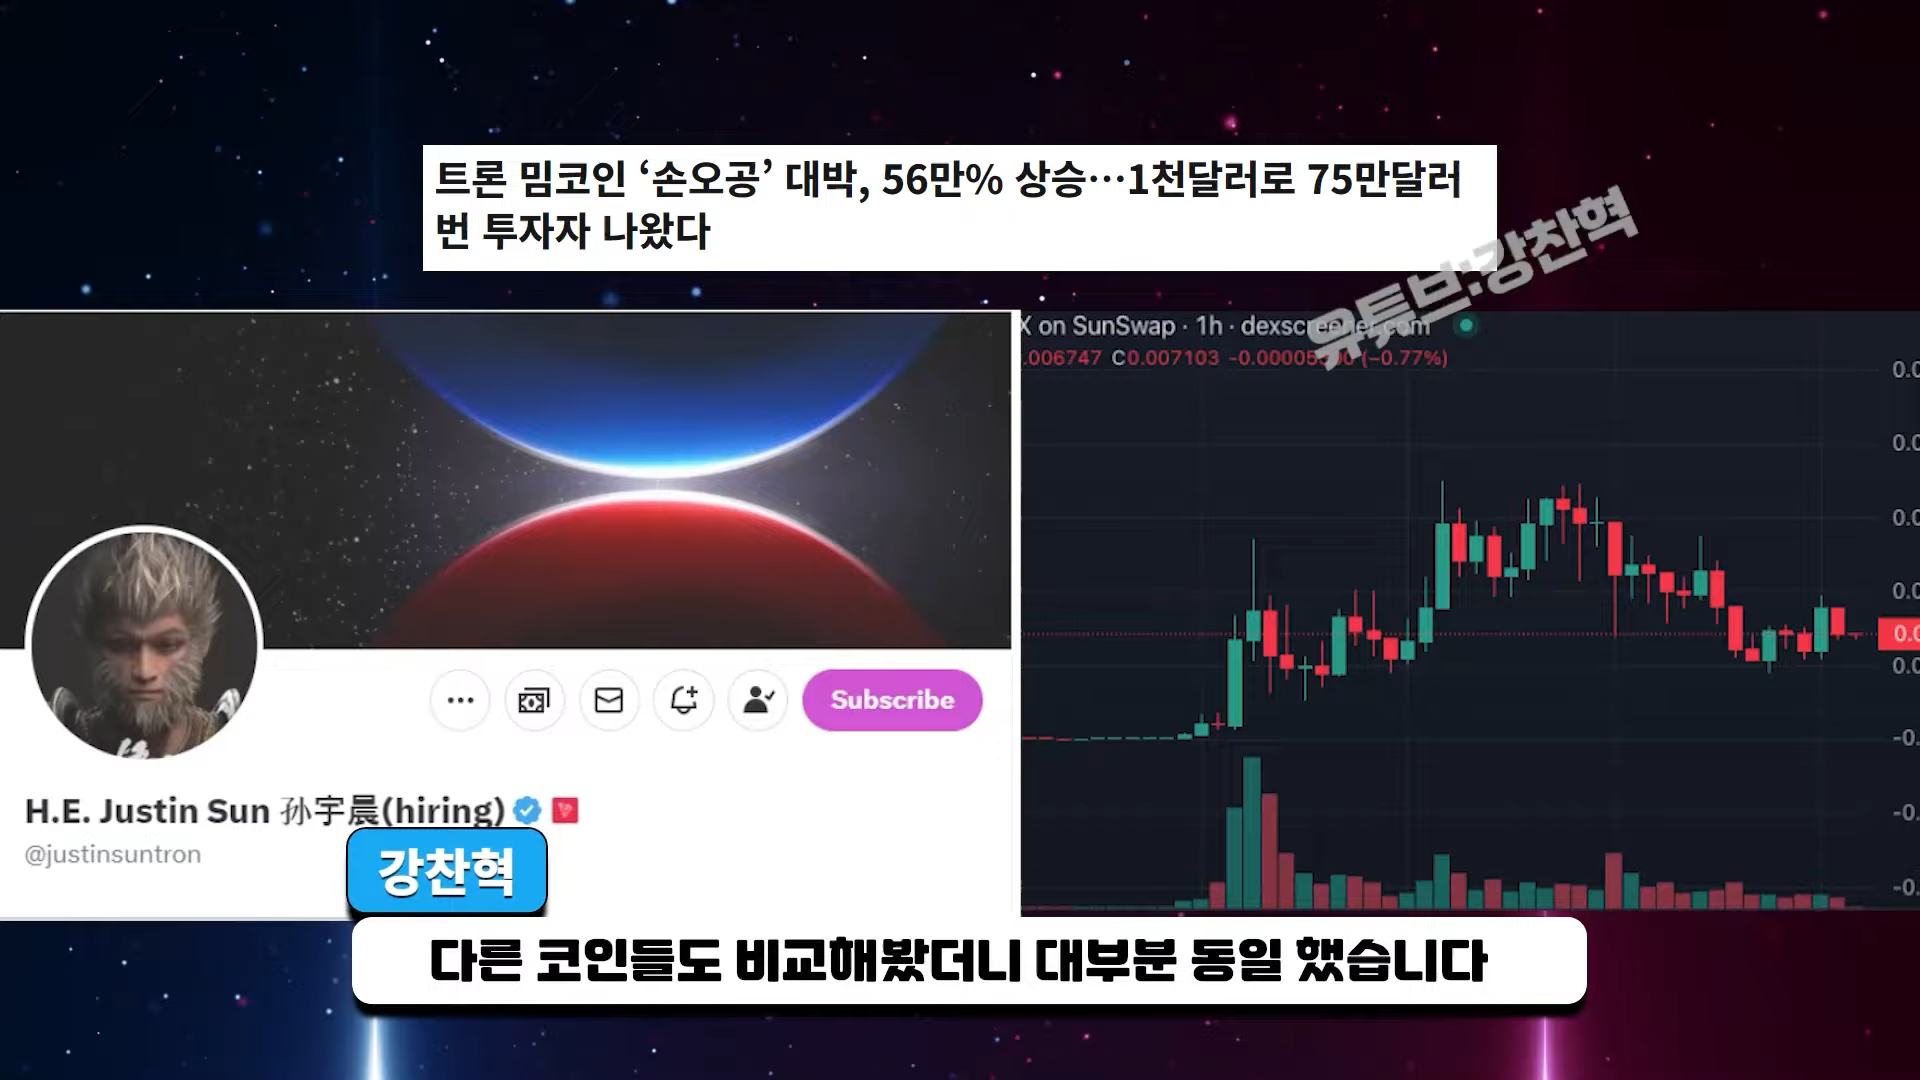 트론 밈코인 ‘손오공’ 대박, 56만% 상승…1천달러로 75만달러
번 투자자 나왔다
유튜브:강찬혁
X on SunSwap · 1h · dexscreener.com
.006747 C0.007103 (−0.77%)
Subscribe
H.E. Justin Sun 孙宇晨(hiring)
@justinsuntron
강찬혁
다른 코인들도 비교해봤더니 대부분 동일 했습니다